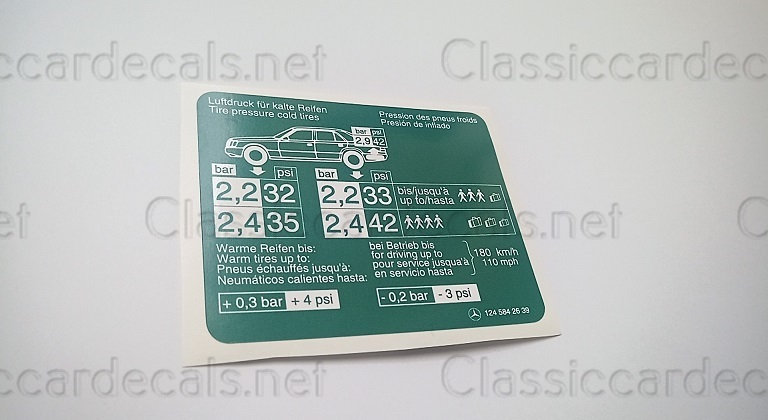 Classiccardecals.net
Luftdruck für kalte Reifen
Tire pressure cold tires
Pression des pneus froids
Presión de inflado
bar psi
2,9 42
bar psi bar psi
2,2 32 2,2 33 bis/jusqu'à
up to/hasta
2,4 35 2,4 42
Warme Reifen bis:
Warm tires up to:
Pneus échauffés jusqu'à:
Neumáticos calientes hasta:
bei Betrieb bis
for driving up to
pour service jusqua'à
en servicio hasta
180 km/h
110 mph
+ 0,3 bar + 4 psi
- 0,2 bar - 3 psi
124 584 26 39